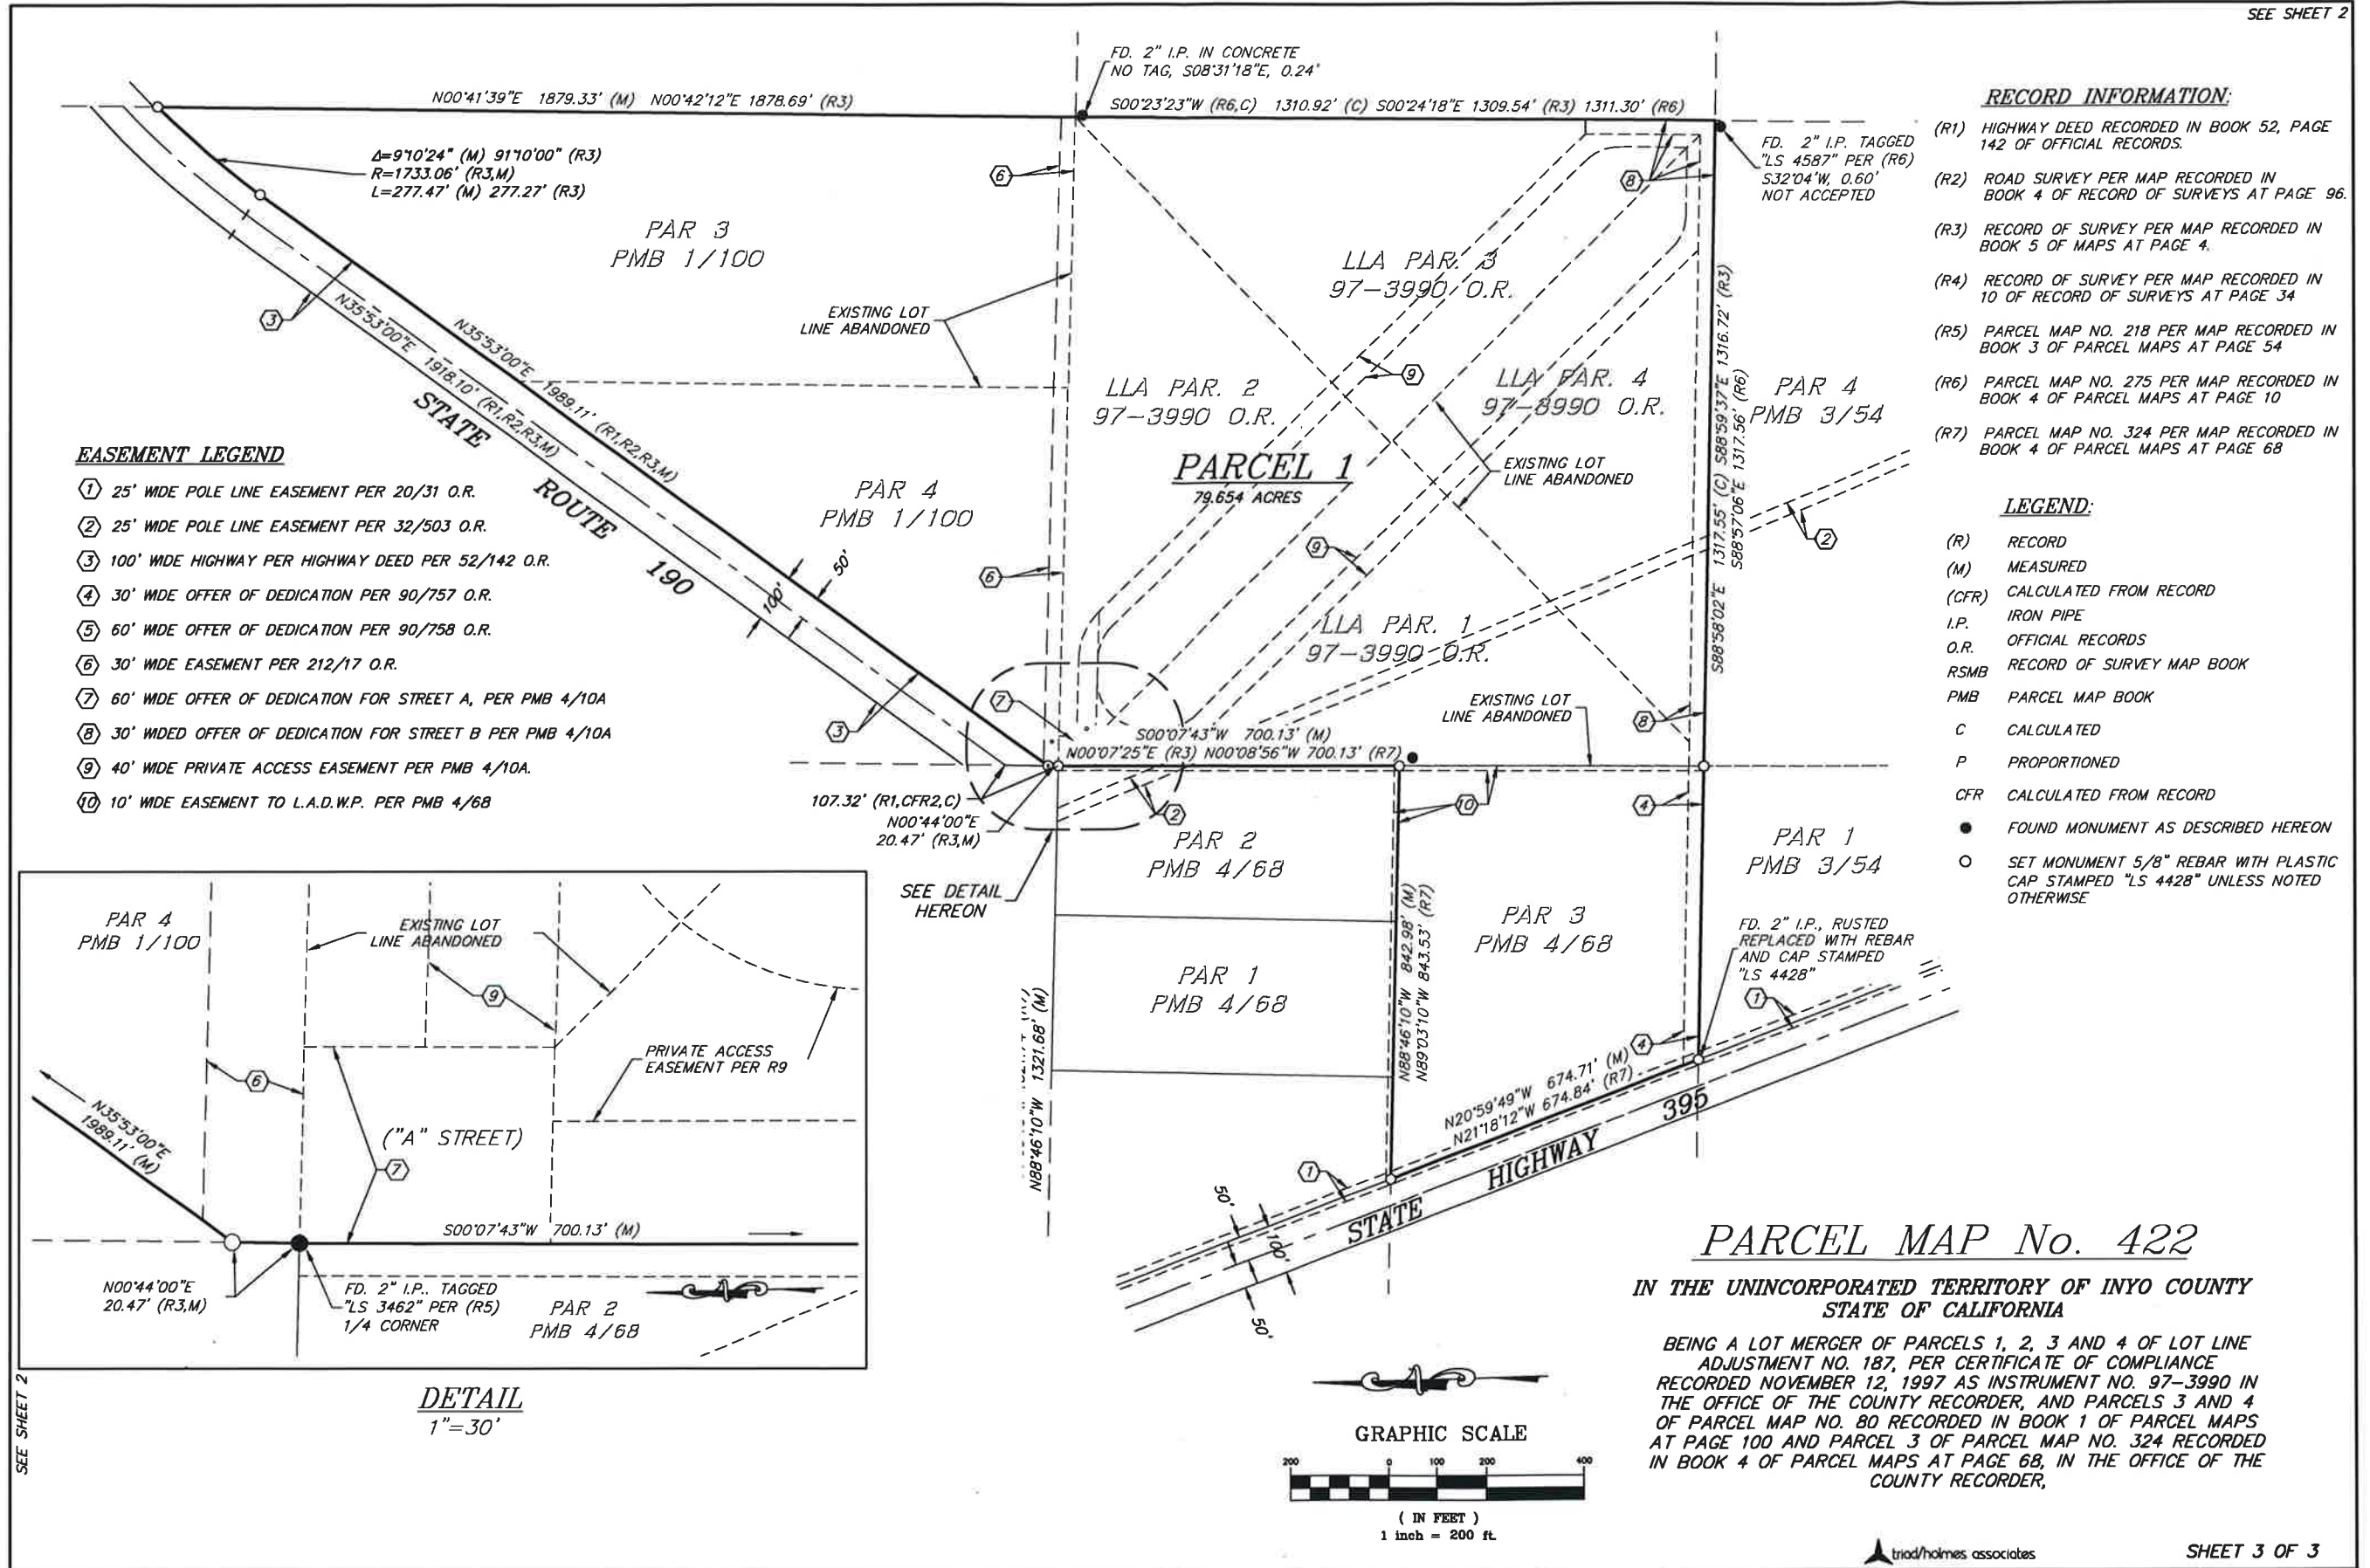 SEE SHEET 2
FD. 2" I.P. IN CONCRETE
NO TAG, S08°31'18"E, 0.24'
N00°41'39"E 1879.33' (M) N00°42'12"E 1878.69' (R3)
S00°23'23"W (R6,C) 1310.92' (C) S00°24'18"E 1309.54' (R3) 1311.30' (R6)
FD. 2" I.P. TAGGED
"LS 4587" PER (R6)
S32°04'W, 0.60'
NOT ACCEPTED
Δ=9°10'24" (M) 91°10'00" (R3)
R=1733.06' (R3,M)
L=277.47' (M) 277.27' (R3)
6
8
PAR 3
PMB 1/100
LLA PAR. 3
97-3990 O.R.
EXISTING LOT
LINE ABANDONED
3
N35°53'00"E 1989.11' (R1,R2,R3,M)
N35°53'00"E 1918.10' (R1,R2,R3,M)
STATE ROUTE 190
LLA PAR. 2
97-3990 O.R.
9
LLA PAR. 4
97-3990 O.R.
PAR 4
PMB 3/54
PARCEL 1
79.654 ACRES
EXISTING LOT
LINE ABANDONED
PAR 4
PMB 1/100
S88°58'02"E 1317.55' (C) S88°59'37"E 1316.72' (R3)
S88°57'06"E 1317.56' (R6)
2
9
6
50'
100'
LLA PAR. 1
97-3990 O.R.
EXISTING LOT
LINE ABANDONED
7
3
8
S00°07'43"W 700.13' (M)
N00°07'25"E (R3) N00°08'56"W 700.13' (R7)
107.32' (R1,CFR2,C)
N00°44'00"E
20.47' (R3,M)
2
10
4
SEE DETAIL
HEREON
PAR 2
PMB 4/68
PAR 1
PMB 3/54
PAR 3
PMB 4/68
PAR 1
PMB 4/68
N88°46'10"W 1321.68' (M)
N88°46'10"W 842.98' (M)
N89°03'10"W 843.53' (R7)
FD. 2" I.P., RUSTED
REPLACED WITH REBAR
AND CAP STAMPED
"LS 4428"
1
4
N20°59'49"W 674.71' (M)
N21°18'12"W 674.84' (R7)
1
STATE HIGHWAY 395
50'
100'
50'
RECORD INFORMATION:
(R1) HIGHWAY DEED RECORDED IN BOOK 52, PAGE
142 OF OFFICIAL RECORDS.
(R2) ROAD SURVEY PER MAP RECORDED IN
BOOK 4 OF RECORD OF SURVEYS AT PAGE 96.
(R3) RECORD OF SURVEY PER MAP RECORDED IN
BOOK 5 OF MAPS AT PAGE 4.
(R4) RECORD OF SURVEY PER MAP RECORDED IN
10 OF RECORD OF SURVEYS AT PAGE 34
(R5) PARCEL MAP NO. 218 PER MAP RECORDED IN
BOOK 3 OF PARCEL MAPS AT PAGE 54
(R6) PARCEL MAP NO. 275 PER MAP RECORDED IN
BOOK 4 OF PARCEL MAPS AT PAGE 10
(R7) PARCEL MAP NO. 324 PER MAP RECORDED IN
BOOK 4 OF PARCEL MAPS AT PAGE 68
LEGEND:
(R) RECORD
(M) MEASURED
(CFR) CALCULATED FROM RECORD
I.P. IRON PIPE
O.R. OFFICIAL RECORDS
RSMB RECORD OF SURVEY MAP BOOK
PMB PARCEL MAP BOOK
C CALCULATED
P PROPORTIONED
CFR CALCULATED FROM RECORD
FOUND MONUMENT AS DESCRIBED HEREON
SET MONUMENT 5/8" REBAR WITH PLASTIC
CAP STAMPED "LS 4428" UNLESS NOTED
OTHERWISE
EASEMENT LEGEND
1 25' WIDE POLE LINE EASEMENT PER 20/31 O.R.
2 25' WIDE POLE LINE EASEMENT PER 32/503 O.R.
3 100' WIDE HIGHWAY PER HIGHWAY DEED PER 52/142 O.R.
4 30' WIDE OFFER OF DEDICATION PER 90/757 O.R.
5 60' WIDE OFFER OF DEDICATION PER 90/758 O.R.
6 30' WIDE EASEMENT PER 212/17 O.R.
7 60' WIDE OFFER OF DEDICATION FOR STREET A, PER PMB 4/10A
8 30' WIDED OFFER OF DEDICATION FOR STREET B PER PMB 4/10A
9 40' WIDE PRIVATE ACCESS EASEMENT PER PMB 4/10A.
10 10' WIDE EASEMENT TO L.A.D.W.P. PER PMB 4/68
PAR 4
PMB 1/100
EXISTING LOT
LINE ABANDONED
9
6
PRIVATE ACCESS
EASEMENT PER R9
N35°53'00"E
1989.11' (M)
("A" STREET)
7
S00°07'43"W 700.13' (M)
N00°44'00"E
20.47' (R3,M)
FD. 2" I.P.. TAGGED
"LS 3462" PER (R5)
1/4 CORNER
PAR 2
PMB 4/68
DETAIL
1"=30'
SEE SHEET 2
GRAPHIC SCALE
200 0 100 200 400
( IN FEET )
1 inch = 200 ft.
PARCEL MAP No. 422
IN THE UNINCORPORATED TERRITORY OF INYO COUNTY
STATE OF CALIFORNIA
BEING A LOT MERGER OF PARCELS 1, 2, 3 AND 4 OF LOT LINE
ADJUSTMENT NO. 187, PER CERTIFICATE OF COMPLIANCE
RECORDED NOVEMBER 12, 1997 AS INSTRUMENT NO. 97-3990 IN
THE OFFICE OF THE COUNTY RECORDER, AND PARCELS 3 AND 4
OF PARCEL MAP NO. 80 RECORDED IN BOOK 1 OF PARCEL MAPS
AT PAGE 100 AND PARCEL 3 OF PARCEL MAP NO. 324 RECORDED
IN BOOK 4 OF PARCEL MAPS AT PAGE 68, IN THE OFFICE OF THE
COUNTY RECORDER,
triad/holmes associates
SHEET 3 OF 3